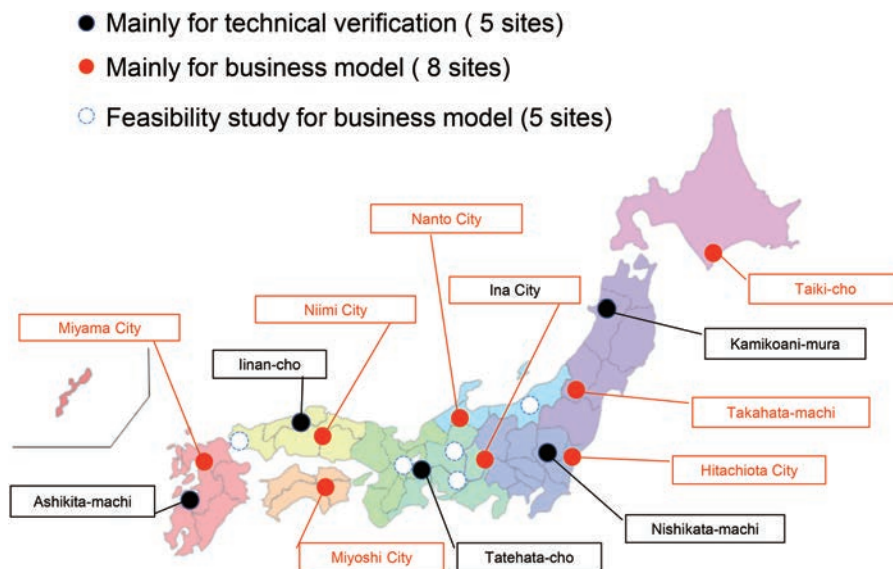 Mainly for technical verification ( 5 sites)
Mainly for business model ( 8 sites)
Feasibility study for business model (5 sites)
Nanto City
Taiki-cho
Ina City
Niimi City
Miyama City
Kamikoani-mura
Iinan-cho
Takahata-machi
Hitachiota City
Ashikita-machi
Nishikata-machi
Miyoshi City
Tatehata-cho